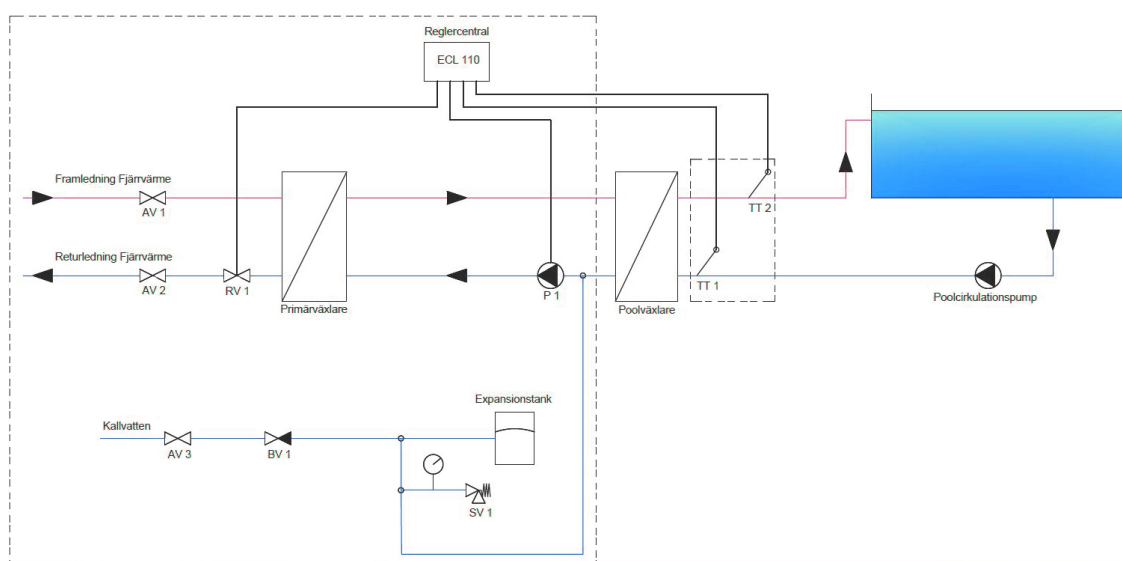 Reglercentral
ECL 110
Framledning Fjärrvärme
AV 1
TT 2
Returledning Fjärrvärme
AV 2
RV 1
Primärväxlare
P 1
Poolväxlare
TT 1
Poolcirkulationspump
Expansionstank
Kallvatten
AV 3
BV 1
SV 1